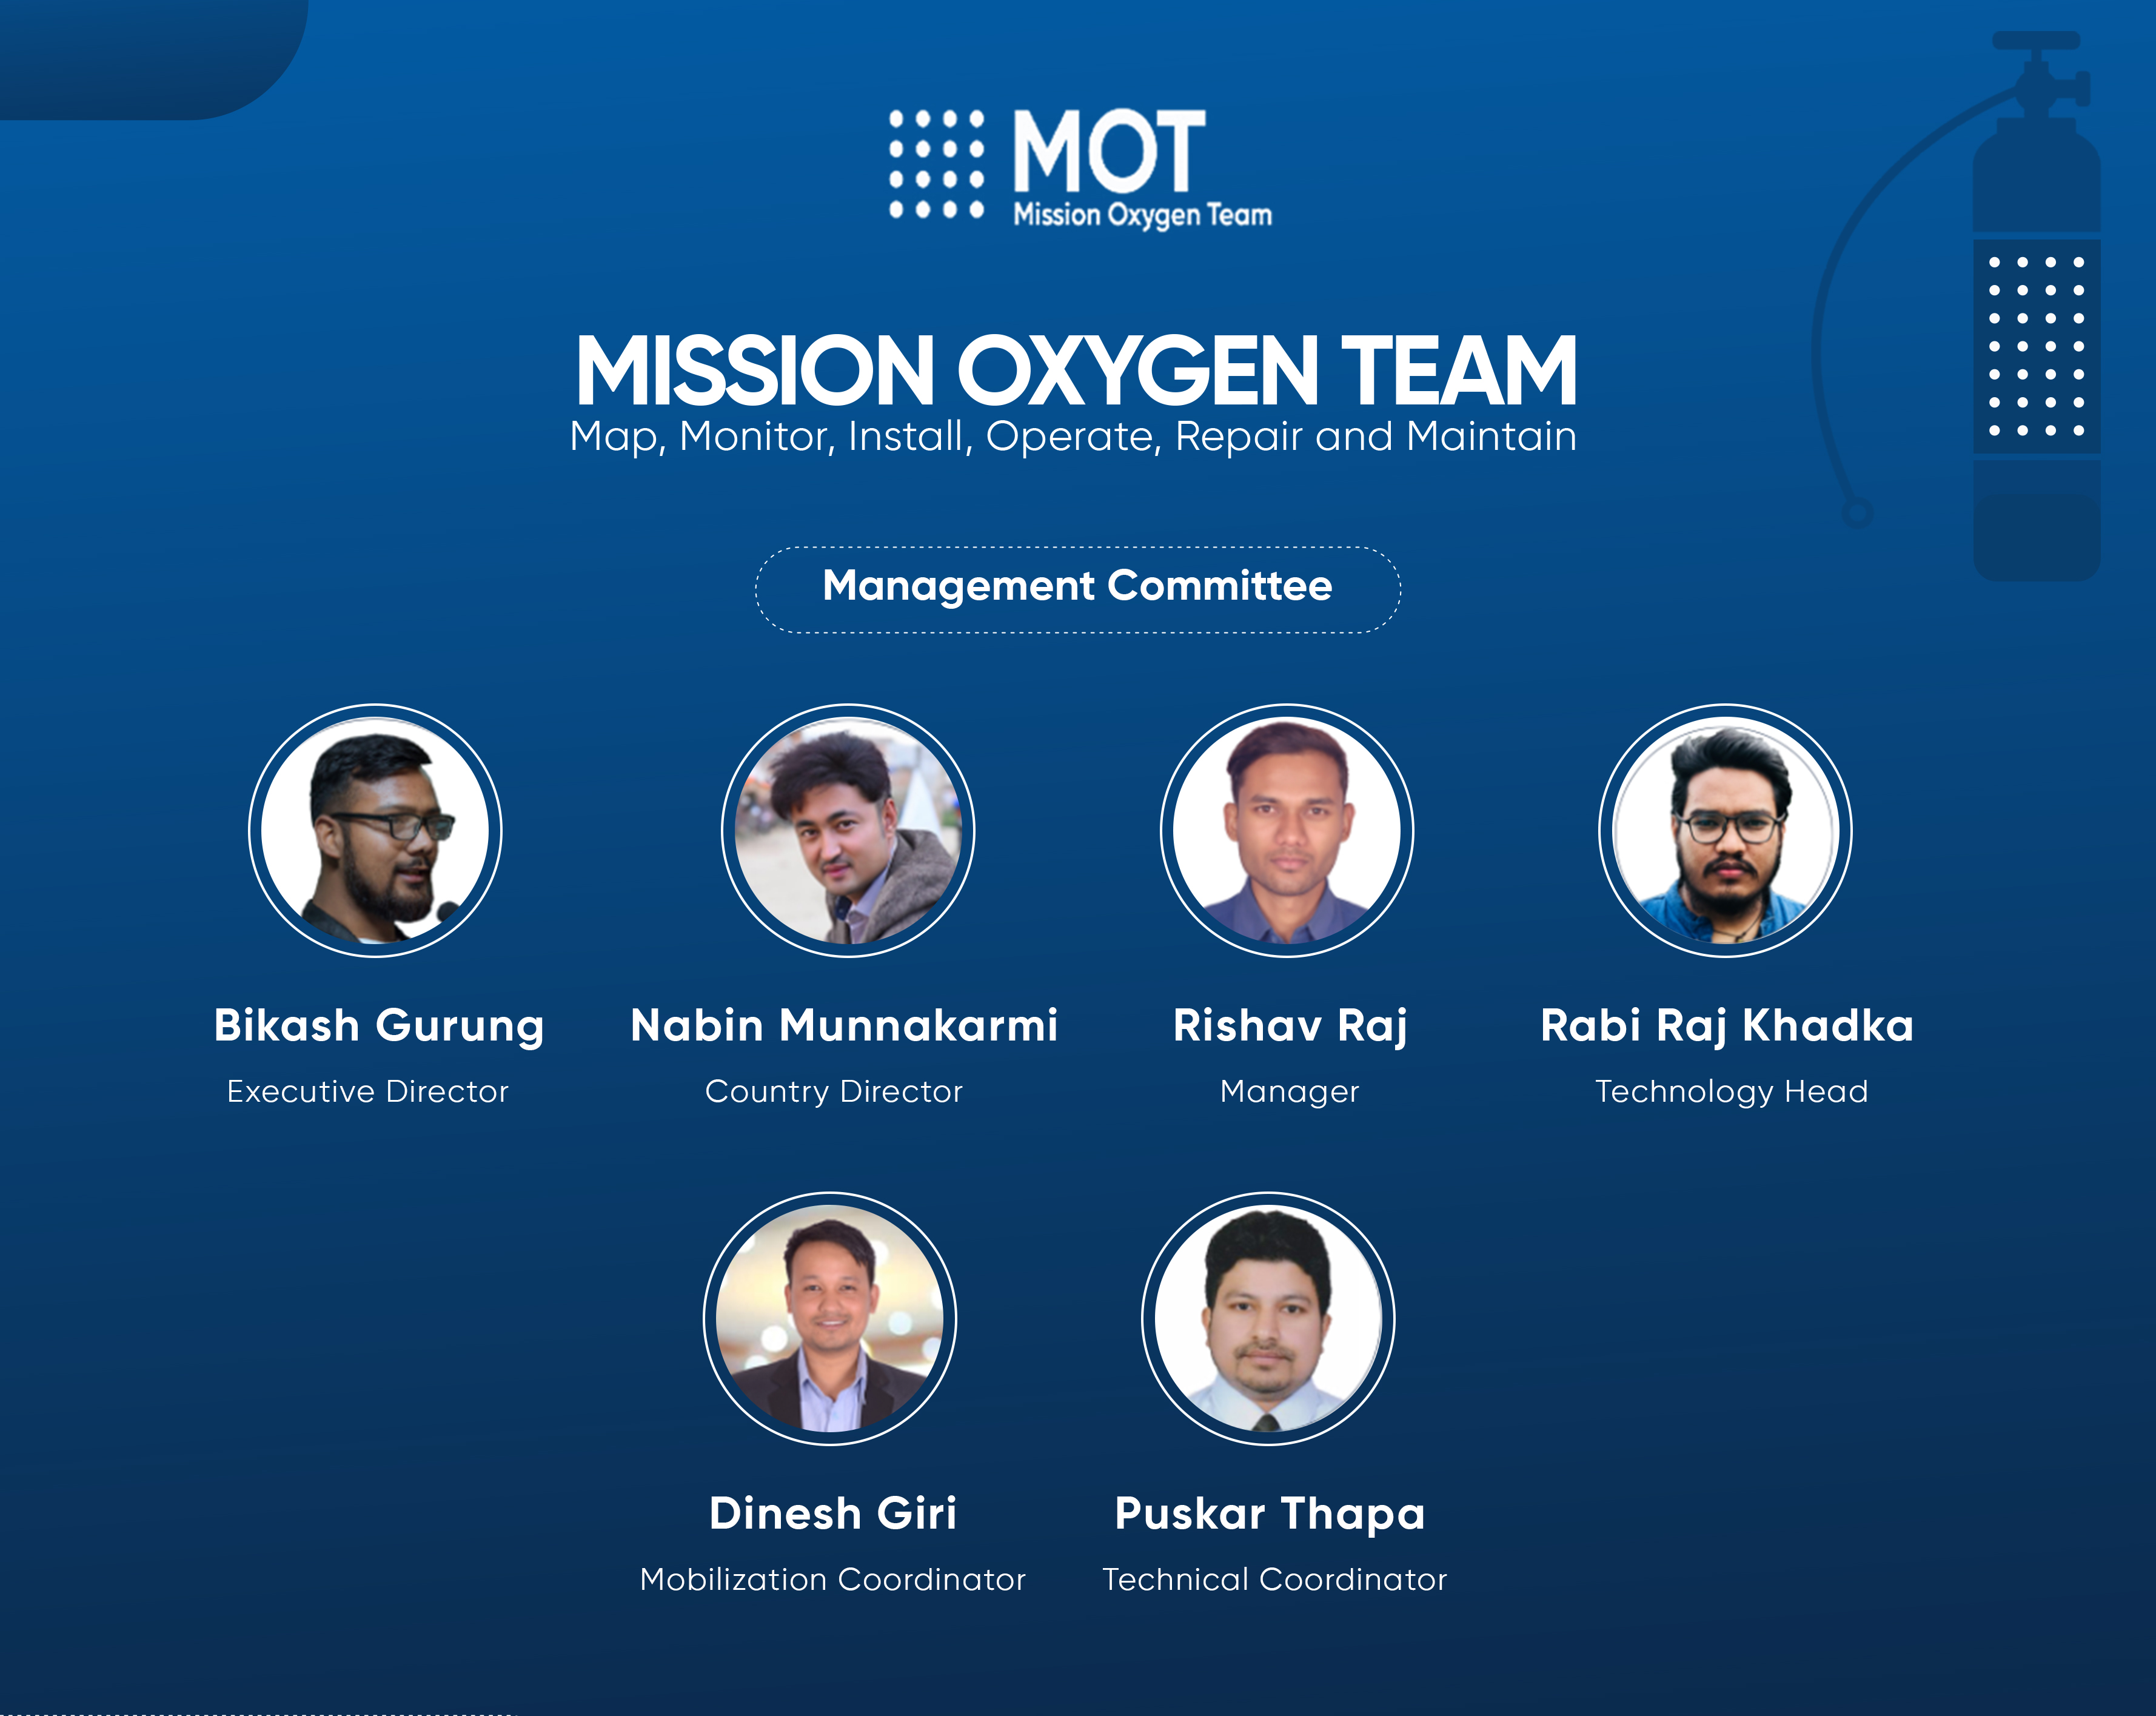 MOT
Mission Oxygen Team
MISSION OXYGEN TEAM
Map, Monitor, Install, Operate, Repair and Maintain
Management Committee
Bikash Gurung
Executive Director
Nabin Munnakarmi
Country Director
Rishav Raj
Manager
Rabi Raj Khadka
Technology Head
Dinesh Giri
Mobilization Coordinator
Puskar Thapa
Technical Coordinator